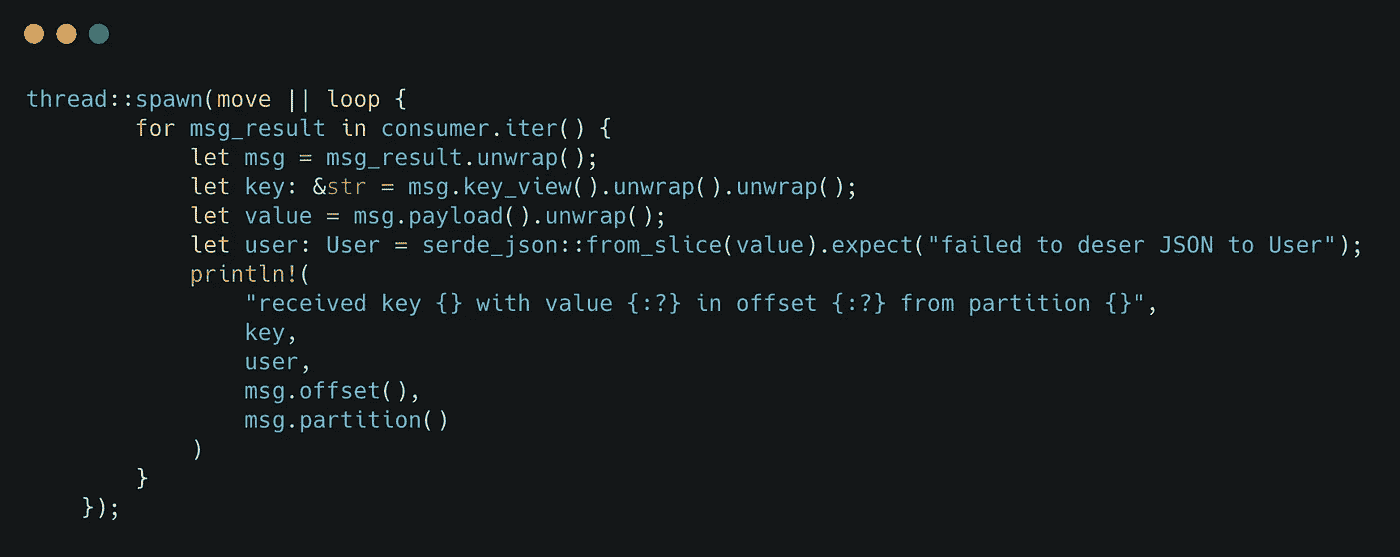 thread::spawn(move || loop {
        for msg_result in consumer.iter() {
            let msg = msg_result.unwrap();
            let key: &str = msg.key_view().unwrap().unwrap();
            let value = msg.payload().unwrap();
            let user: User = serde_json::from_slice(value).expect("failed to deser JSON to User");
            println!(
                "received key {} with value {:?} in offset {:?} from partition {}",
                key,
                user,
                msg.offset(),
                msg.partition()
            )
        }
    });